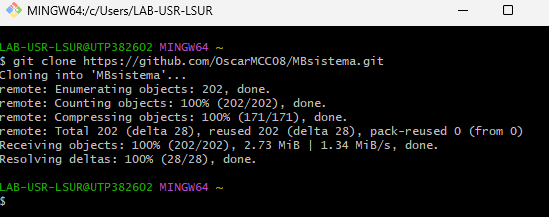 MINGW64:/c/Users/LAB-USR-LSUR
LAB-USR-LSUR@UTP382602 MINGW64 ~
$ git clone https://github.com/OscarMCC08/MBsistema.git
Cloning into 'MBsistema'...
remote: Enumerating objects: 202, done.
remote: Counting objects: 100% (202/202), done.
remote: Compressing objects: 100% (171/171), done.
remote: Total 202 (delta 28), reused 202 (delta 28), pack-reused 0 (from 0)
Receiving objects: 100% (202/202), 2.73 MiB | 1.34 MiB/s, done.
Resolving deltas: 100% (28/28), done.
LAB-USR-LSUR@UTP382602 MINGW64 ~
$